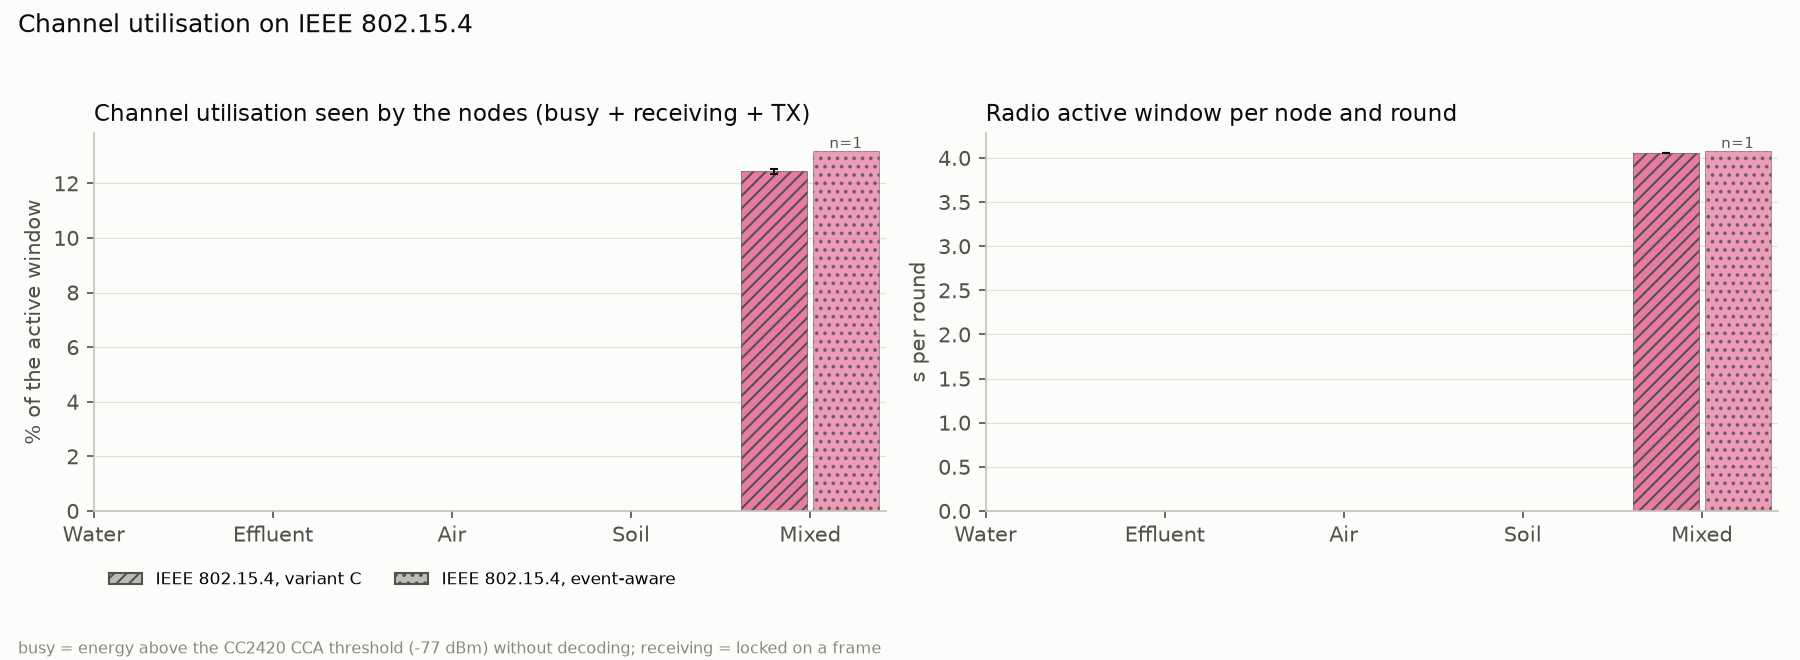 Channel utilisation on IEEE 802.15.4
Channel utilisation seen by the nodes (busy + receiving + TX)
n=1
% of the active window
12
10
8
6
4
2
0
Water
Effluent
Air
Soil
Mixed
Radio active window per node and round
n=1
s per round
4.0
3.5
3.0
2.5
2.0
1.5
1.0
0.5
0.0
Water
Effluent
Air
Soil
Mixed
IEEE 802.15.4, variant C
IEEE 802.15.4, event-aware
busy = energy above the CC2420 CCA threshold (-77 dBm) without decoding; receiving = locked on a frame